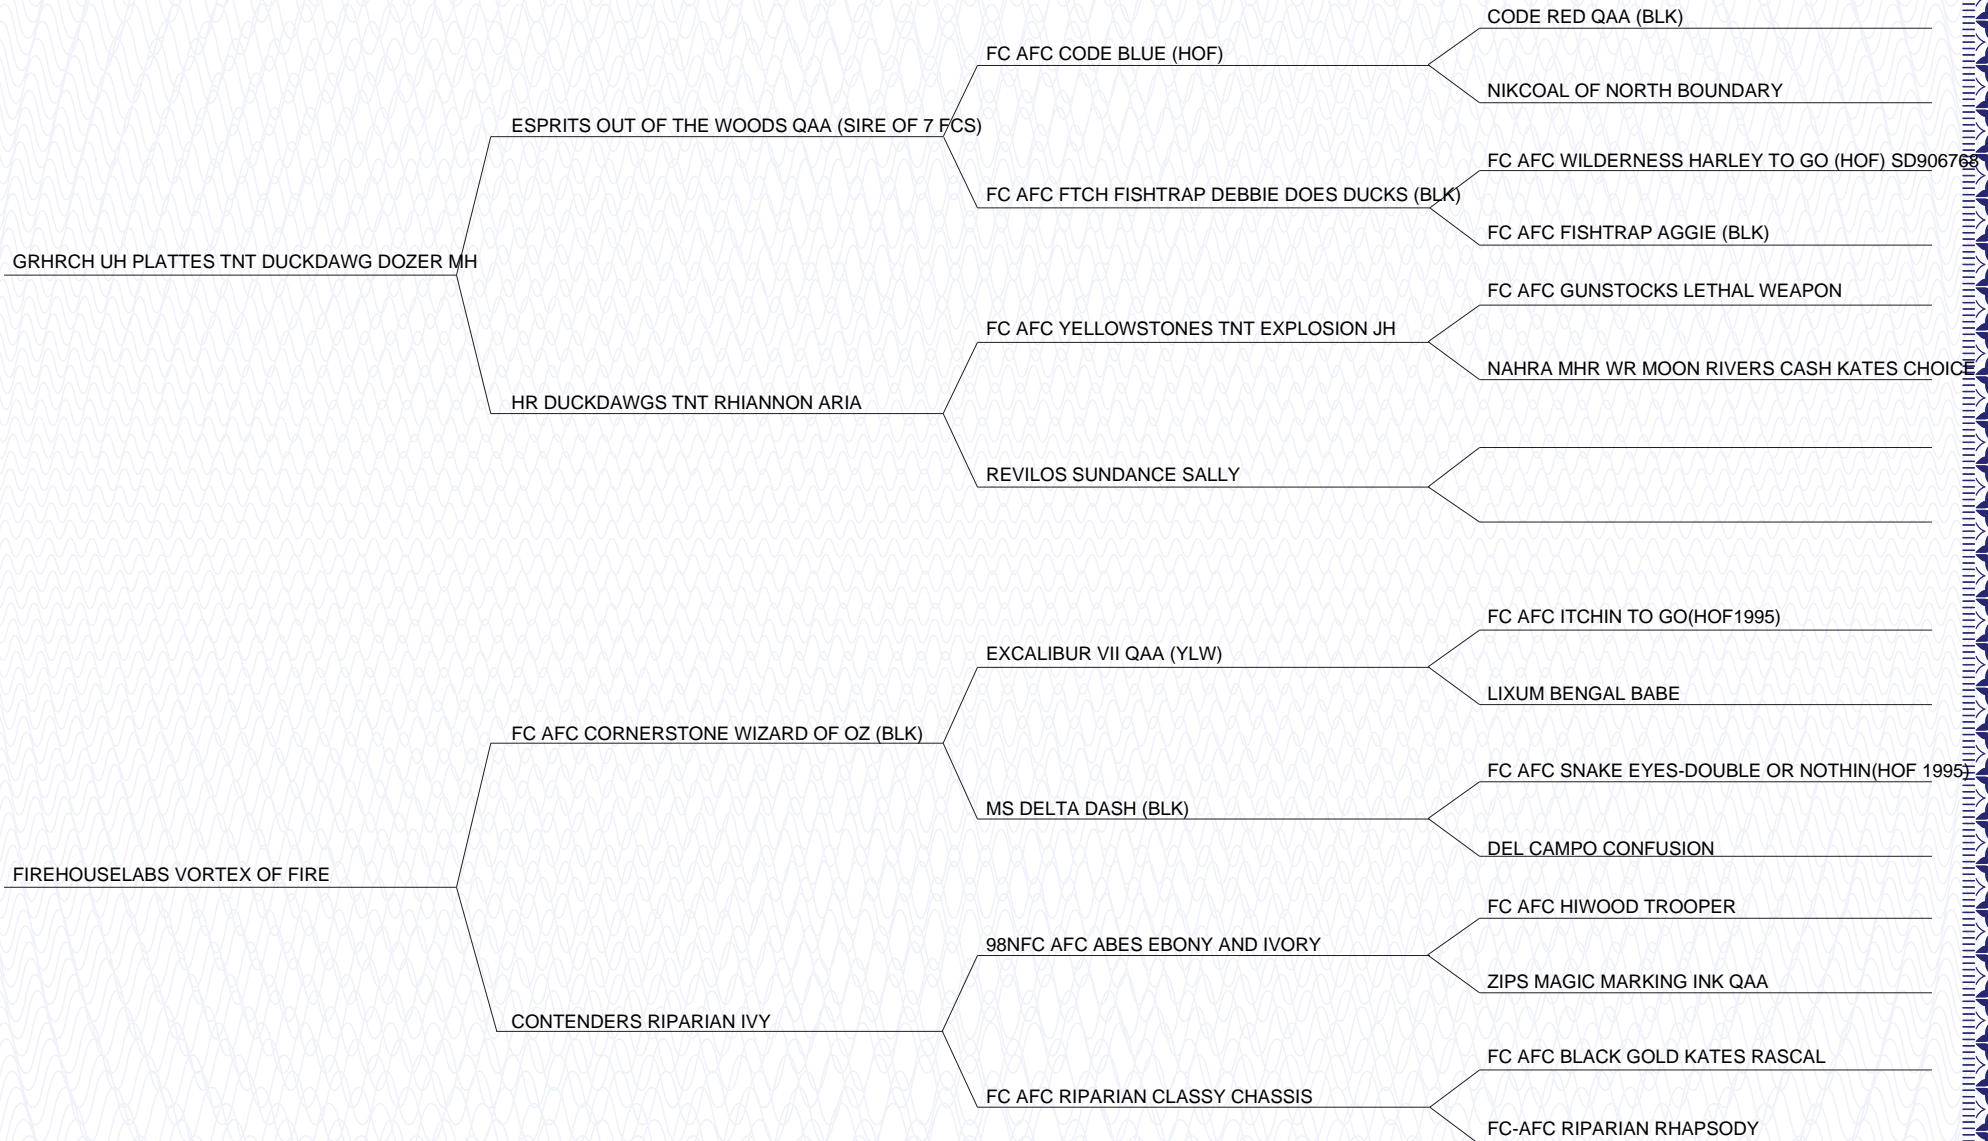 CODE RED QAA (BLK)
FC AFC CODE BLUE (HOF)
NIKCOAL OF NORTH BOUNDARY
ESPRITS OUT OF THE WOODS QAA (SIRE OF 7 FCS)
FC AFC WILDERNESS HARLEY TO GO (HOF) SD906768
FC AFC FTCH FISHTRAP DEBBIE DOES DUCKS (BLK)
FC AFC FISHTRAP AGGIE (BLK)
GRHRCH UH PLATTES TNT DUCKDAWG DOZER MH
FC AFC GUNSTOCKS LETHAL WEAPON
FC AFC YELLOWSTONES TNT EXPLOSION JH
NAHRA MHR WR MOON RIVERS CASH KATES CHOICE
HR DUCKDAWGS TNT RHIANNON ARIA
REVILOS SUNDANCE SALLY
FC AFC ITCHIN TO GO(HOF1995)
EXCALIBUR VII QAA (YLW)
LIXUM BENGAL BABE
FC AFC CORNERSTONE WIZARD OF OZ (BLK)
FC AFC SNAKE EYES-DOUBLE OR NOTHIN(HOF 1995)
MS DELTA DASH (BLK)
DEL CAMPO CONFUSION
FIREHOUSELABS VORTEX OF FIRE
FC AFC HIWOOD TROOPER
98NFC AFC ABES EBONY AND IVORY
ZIPS MAGIC MARKING INK QAA
CONTENDERS RIPARIAN IVY
FC AFC BLACK GOLD KATES RASCAL
FC AFC RIPARIAN CLASSY CHASSIS
FC-AFC RIPARIAN RHAPSODY